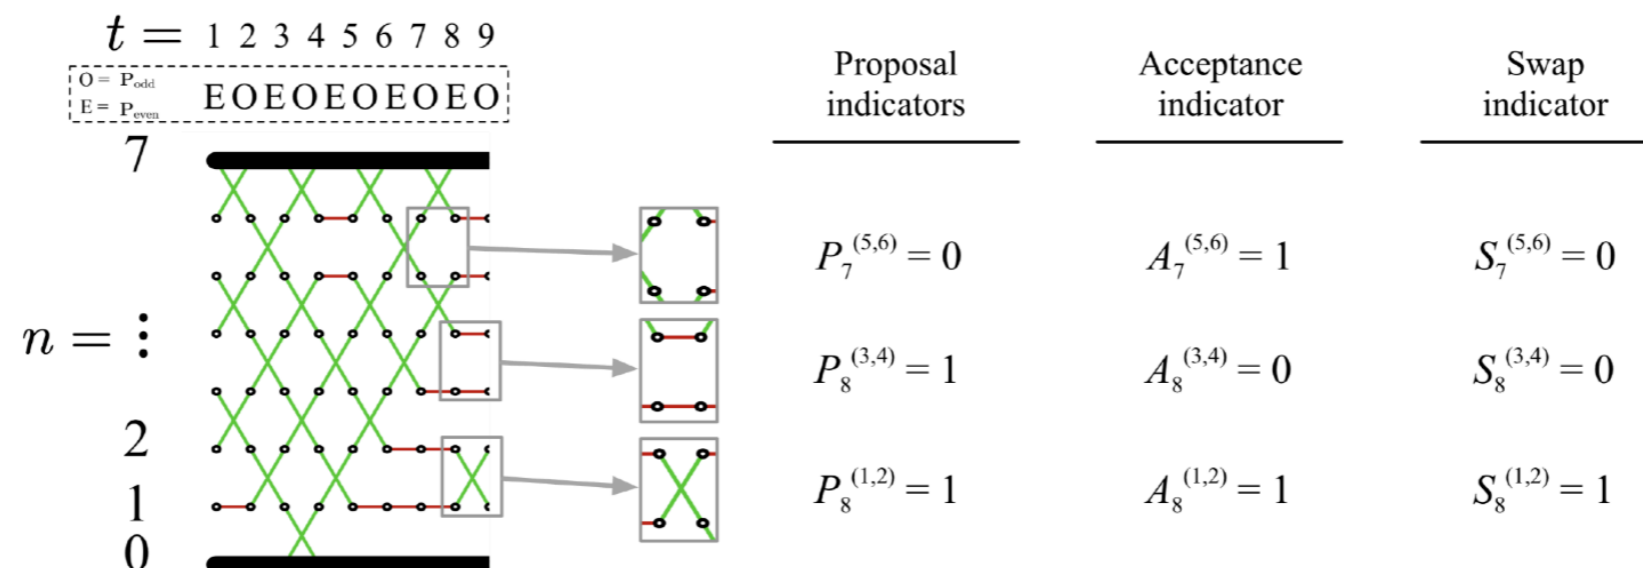 t = 1 2 3 4 5 6 7 8 9
O = P_odd
E = P_even
E O E O E O E O E O
7
n = ⋮
2
1
0
Proposal
indicators
Acceptance
indicator
Swap
indicator
P_7^(5,6) = 0 A_7^(5,6) = 1 S_7^(5,6) = 0
P_8^(3,4) = 1 A_8^(3,4) = 0 S_8^(3,4) = 0
P_8^(1,2) = 1 A_8^(1,2) = 1 S_8^(1,2) = 1